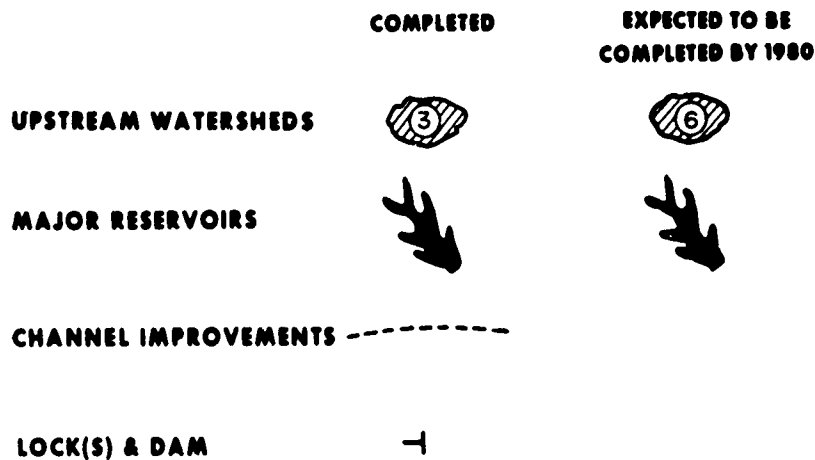 COMPLETED
EXPECTED TO BE
COMPLETED BY 1980
UPSTREAM WATERSHEDS 3 6
MAJOR RESERVOIRS
CHANNEL IMPROVEMENTS
LOCK(S) & DAM